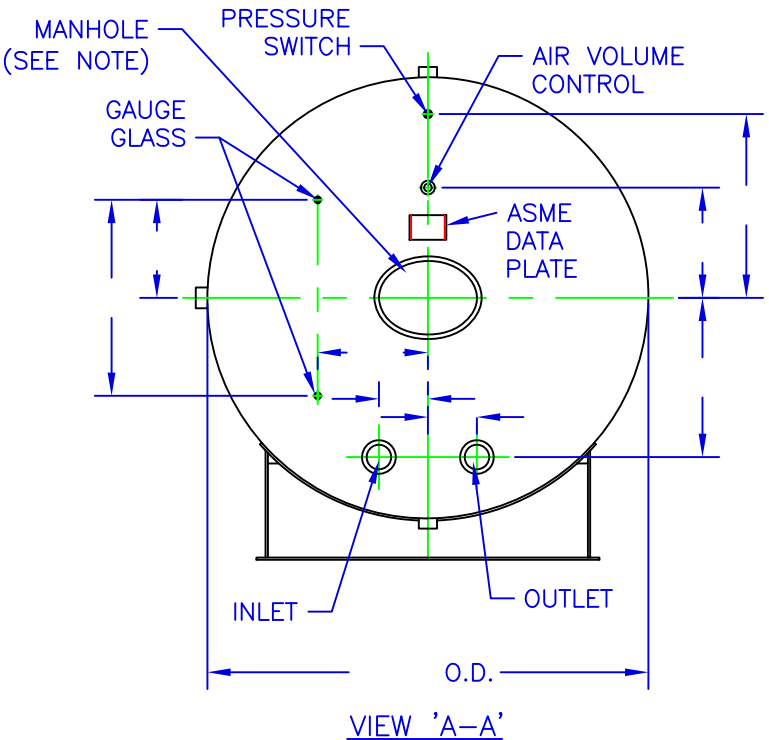 PRESSURE
SWITCH
MANHOLE
(SEE NOTE)
AIR VOLUME
CONTROL
GAUGE
GLASS
ASME
DATA
PLATE
INLET
OUTLET
O.D.
VIEW 'A-A'